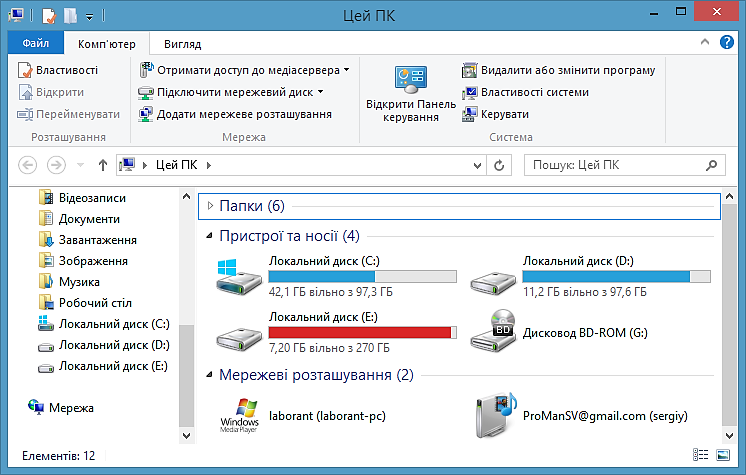 Цей ПК
Файл
Комп'ютер
Вигляд
Властивості
Відкрити
Перейменувати
Розташування
Отримати доступ до медіасервера
Підключити мережевий диск
Додати мережеве розташування
Мережа
Відкрити Панель
керування
Видалити або змінити програму
Властивості системи
Керувати
Система
Цей ПК
Пошук: Цей ПК
Відеозаписи
Документи
Завантаження
Зображення
Музика
Робочий стіл
Локальний диск (C:)
Локальний диск (D:)
Локальний диск (E:)
Мережа
Папки (6)
Пристрої та носії (4)
Локальний диск (C:)
42,1 ГБ вільно з 97,3 ГБ
Локальний диск (D:)
11,2 ГБ вільно з 97,6 ГБ
Локальний диск (E:)
7,20 ГБ вільно з 270 ГБ
BD
Дисковод BD-ROM (G:)
Мережеві розташування (2)
Windows
Media Player
laborant (laborant-pc)
ProManSV@gmail.com (sergiy)
Елементів: 12